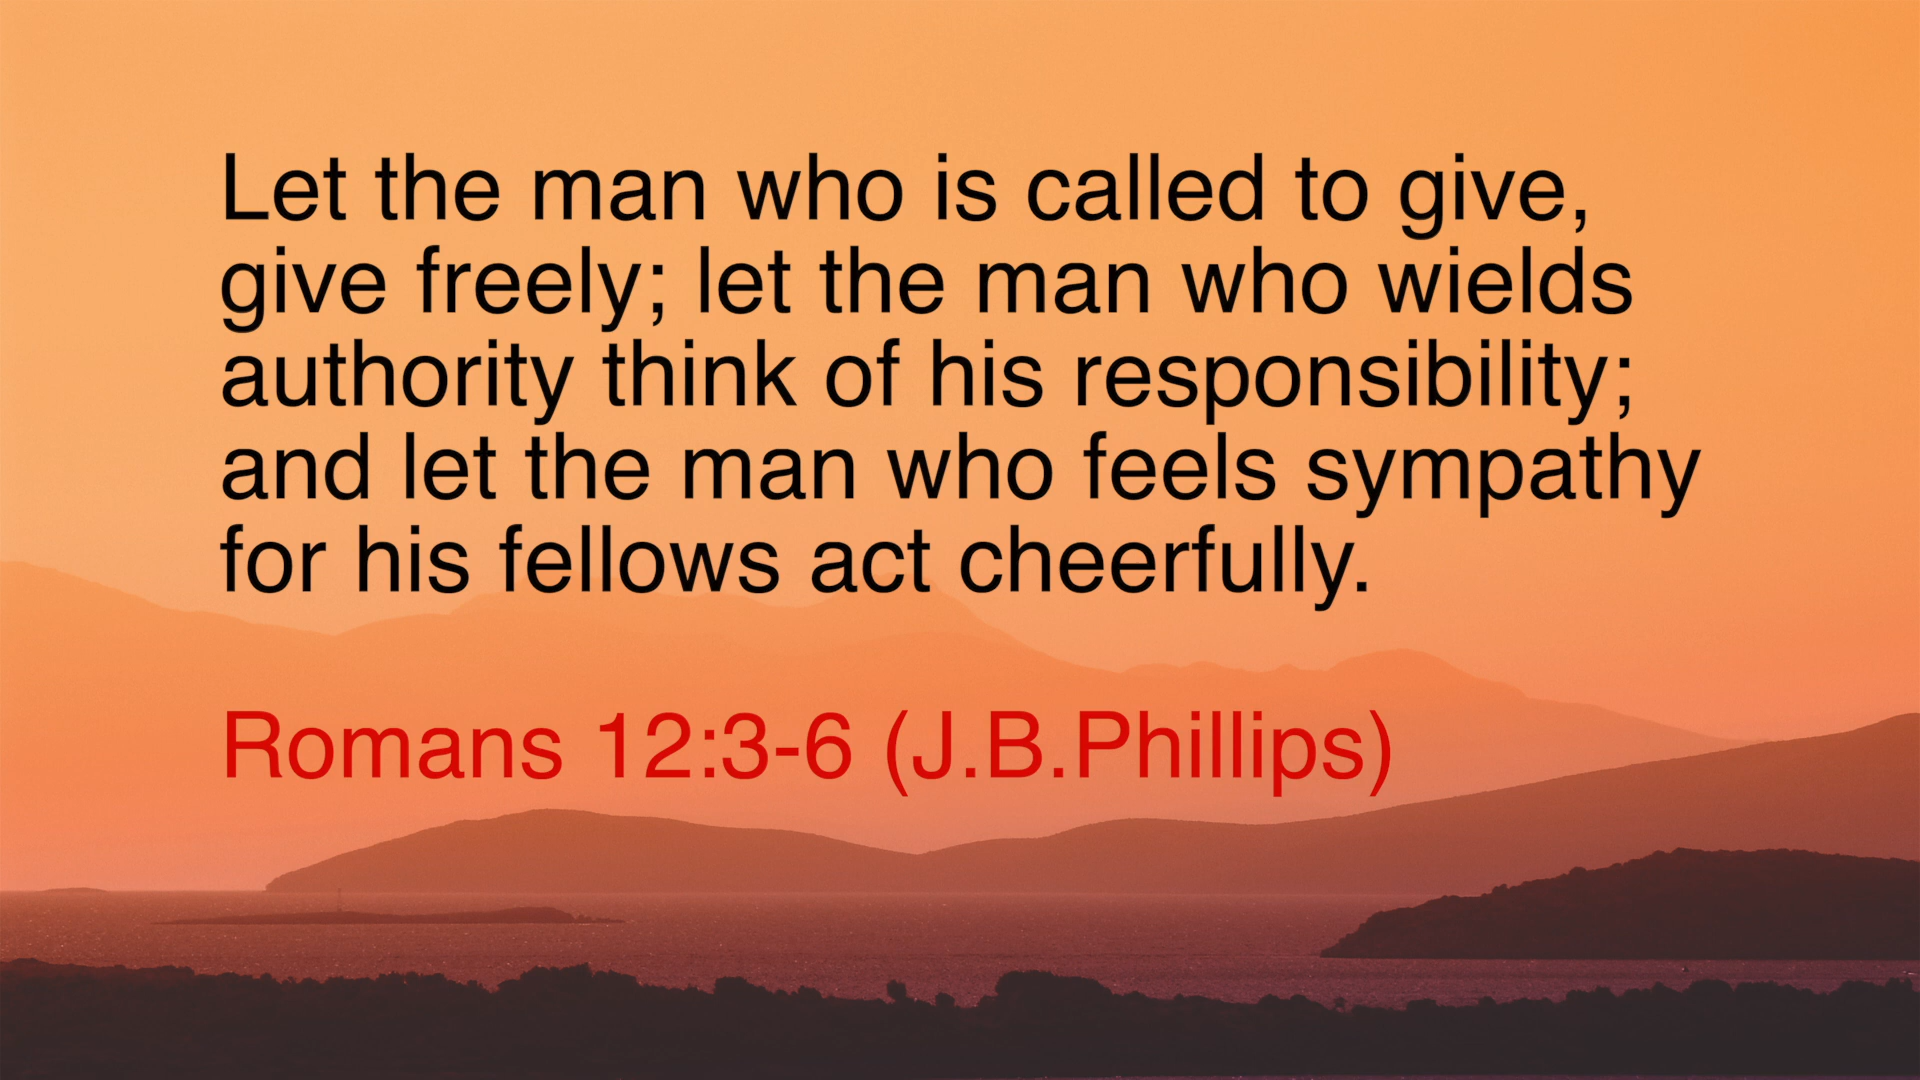 Let the man who is called to give,
give freely; let the man who wields
authority think of his responsibility;
and let the man who feels sympathy
for his fellows act cheerfully.
Romans 12:3-6 (J.B.Phillips)